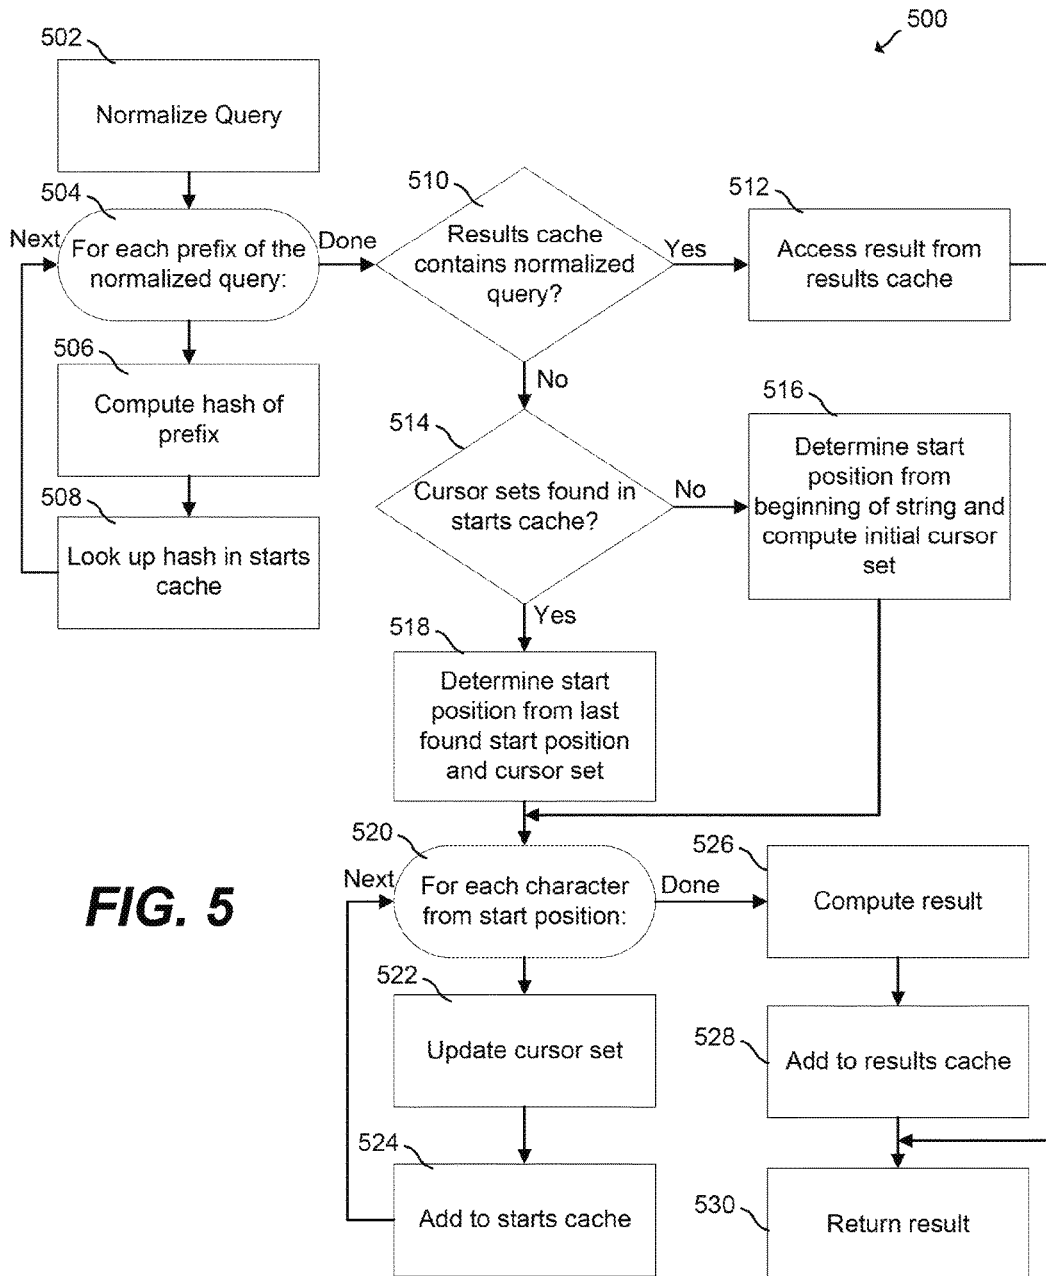 500
502
Normalize Query
504
Next
For each prefix of the
normalized query:
Done
506
Compute hash of
prefix
508
Look up hash in starts
cache
510
Results cache
contains normalized
query?
Yes
No
512
Access result from
results cache
514
Cursor sets found in
starts cache?
No
Yes
516
Determine start
position from
beginning of string and
compute initial cursor
set
518
Determine start
position from last
found start position
and cursor set
520
Next
For each character
from start position:
Done
522
Update cursor set
524
Add to starts cache
526
Compute result
528
Add to results cache
530
Return result
FIG. 5